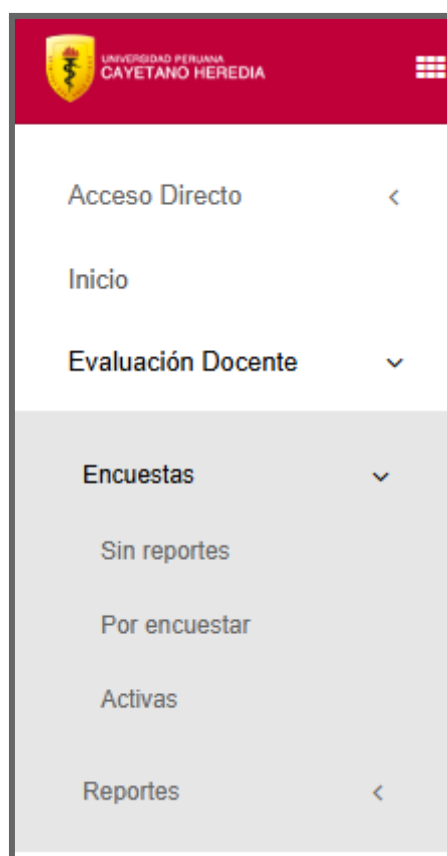 UNIVERSIDAD PERUANA
CAYETANO HEREDIA
Acceso Directo
Inicio
Evaluación Docente
Encuestas
Sin reportes
Por encuestar
Activas
Reportes